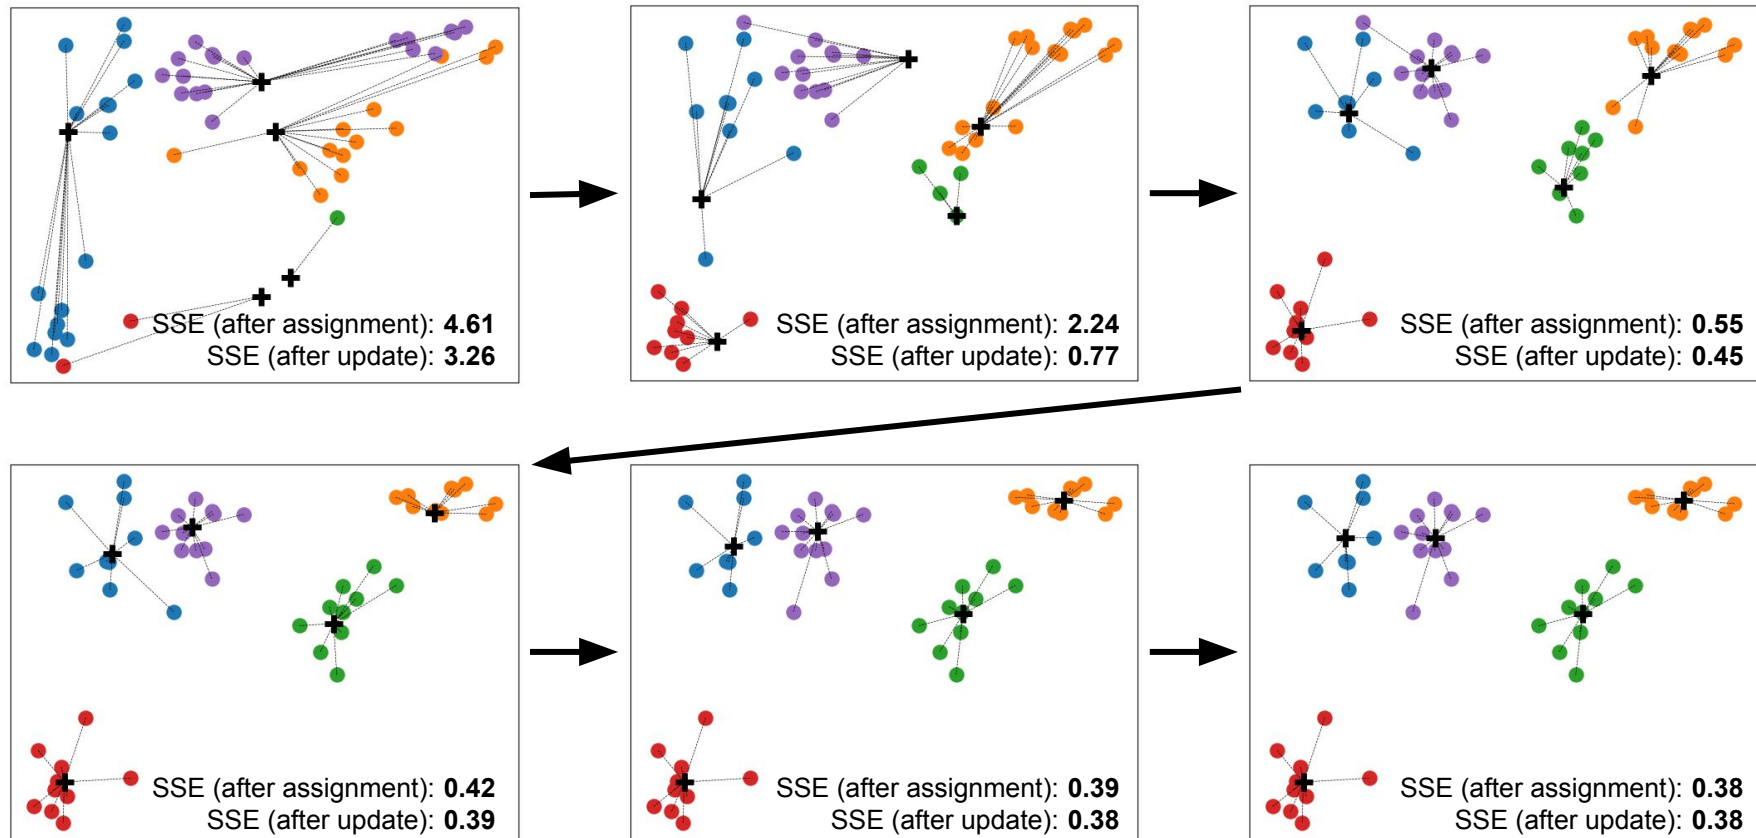 SSE (after assignment): 4.61
SSE (after update): 3.26
SSE (after assignment): 2.24
SSE (after update): 0.77
SSE (after assignment): 0.55
SSE (after update): 0.45
SSE (after assignment): 0.42
SSE (after update): 0.39
SSE (after assignment): 0.39
SSE (after update): 0.38
SSE (after assignment): 0.38
SSE (after update): 0.38